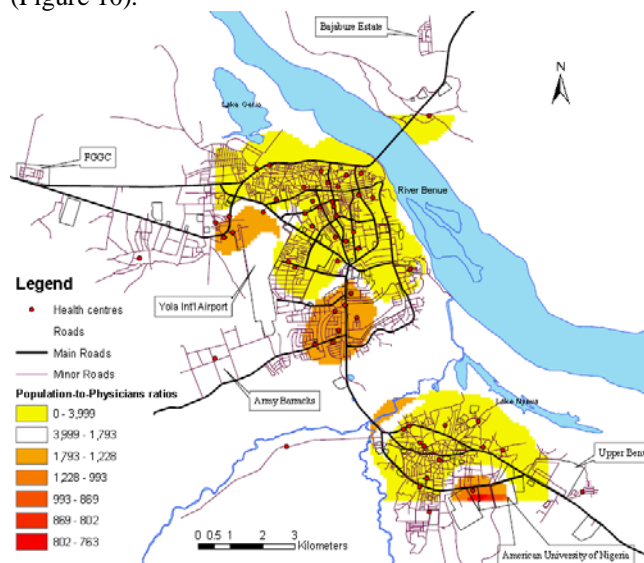 (Figure 10).
Bajabure Estate
N
Lake Gerio
FGGC
River Benue
Legend
Health centres
Roads
Main Roads
Minor Roads
Yola Int'l Airport
Population-to-Physicians ratios
0 - 3,999
3,999 - 1,793
1,793 - 1,228
1,228 - 993
993 - 869
869 - 802
802 - 763
Army Barracks
Lake Njuwa
Upper Benu
0 0.5 1 2 3
Kilometers
American University of Nigeria